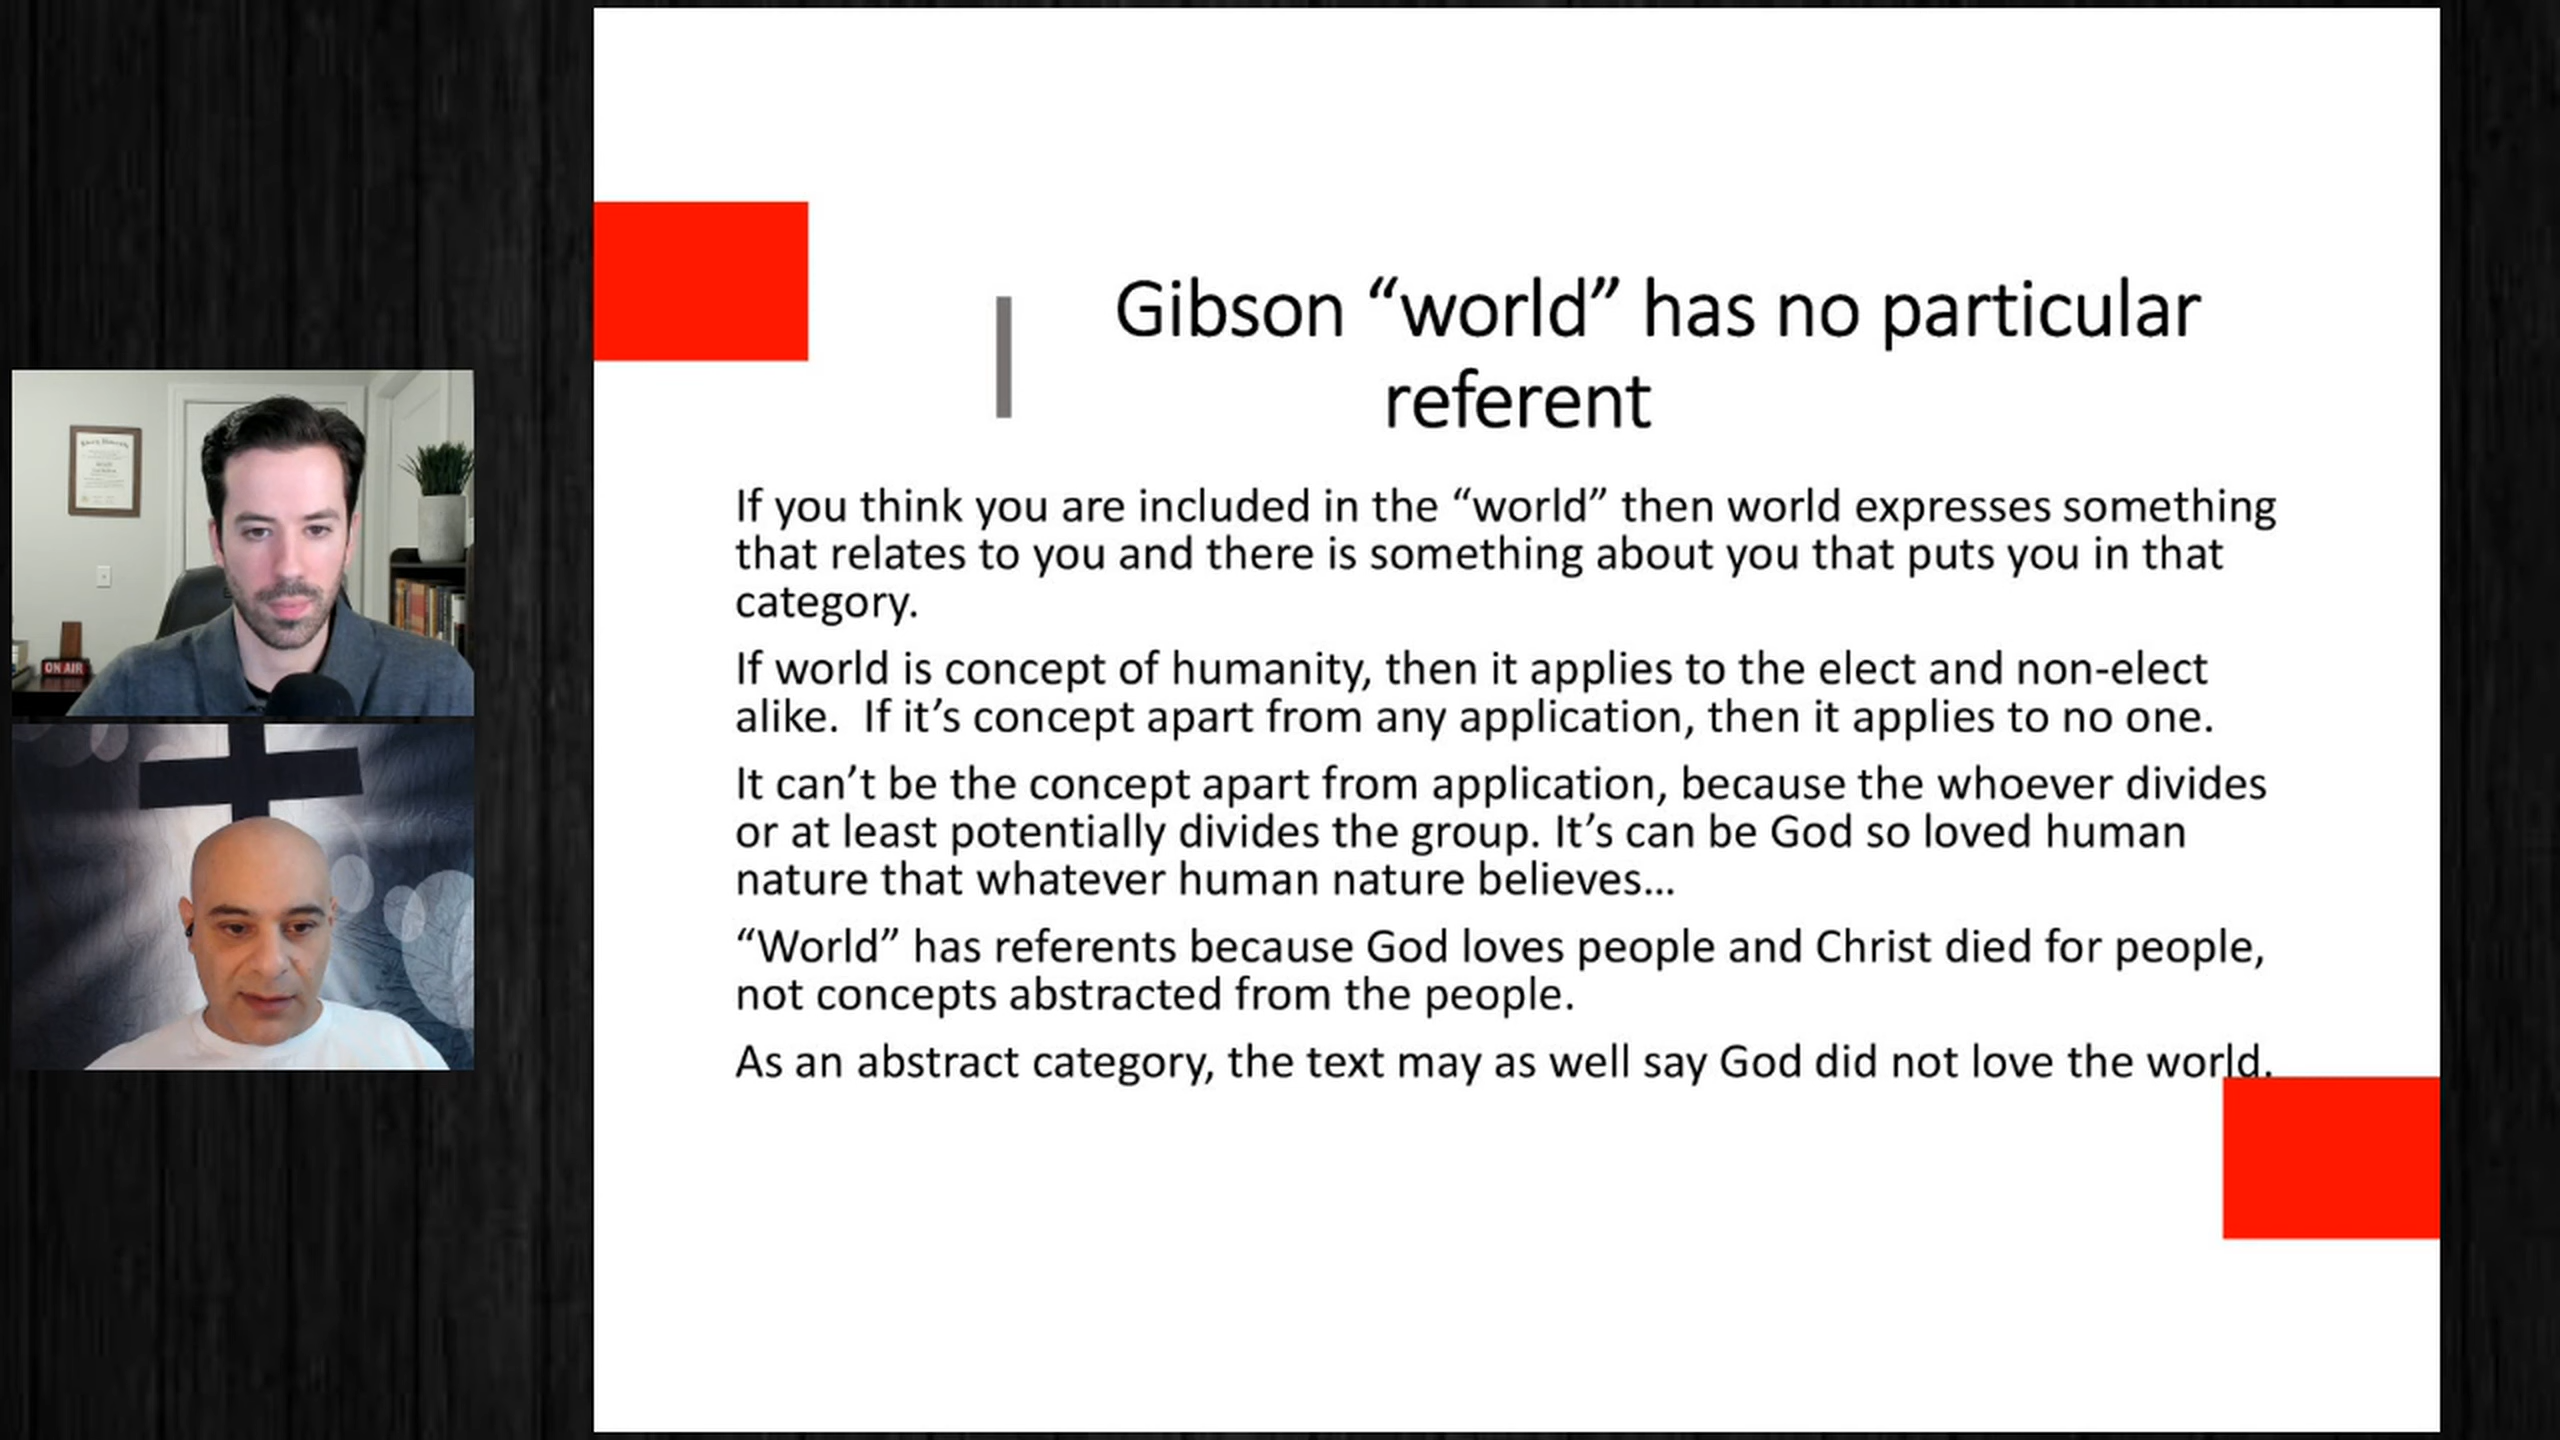 Gibson “world” has no particular
referent
If you think you are included in the “world” then world expresses something
that relates to you and there is something about you that puts you in that
category.
If world is concept of humanity, then it applies to the elect and non-elect
alike.  If it’s concept apart from any application, then it applies to no one.
It can’t be the concept apart from application, because the whoever divides
or at least potentially divides the group. It’s can be God so loved human
nature that whatever human nature believes...
“World” has referents because God loves people and Christ died for people,
not concepts abstracted from the people.
As an abstract category, the text may as well say God did not love the world.
ON AIR